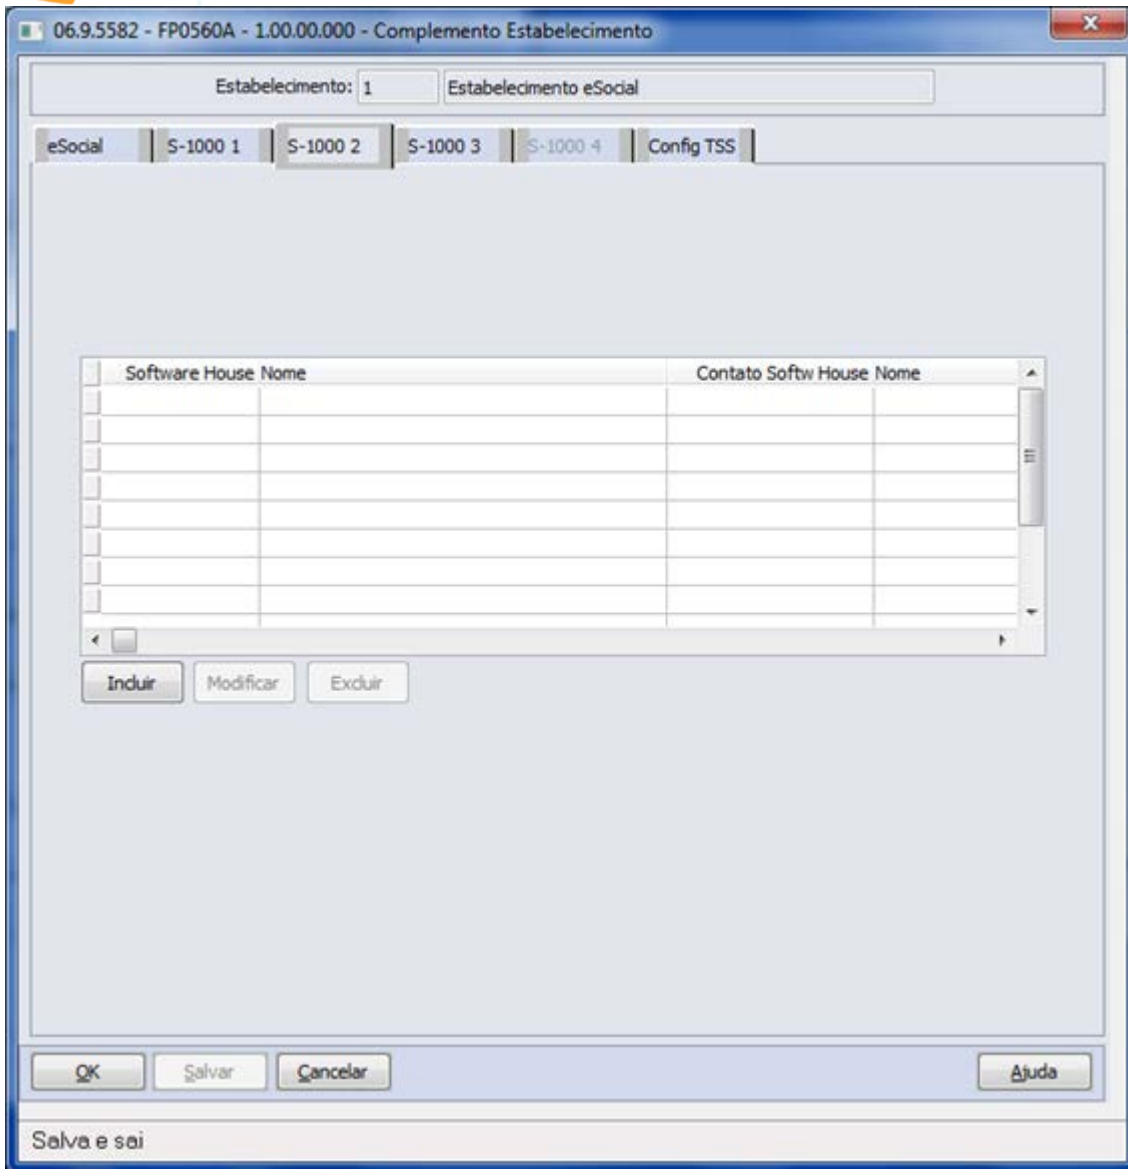 06.9.5582 - FP0560A - 1.00.00.000 - Complemento Estabelecimento
x
Estabelecimento: 1 Estabelecimento eSocial
eSocial S-1000 1 S-1000 2 S-1000 3 S-1000 4 Config TSS
Software House Nome Contato Softw House Nome
Incluir Modificar Excluir
OK Salvar Cancelar Ajuda
Salva e sai